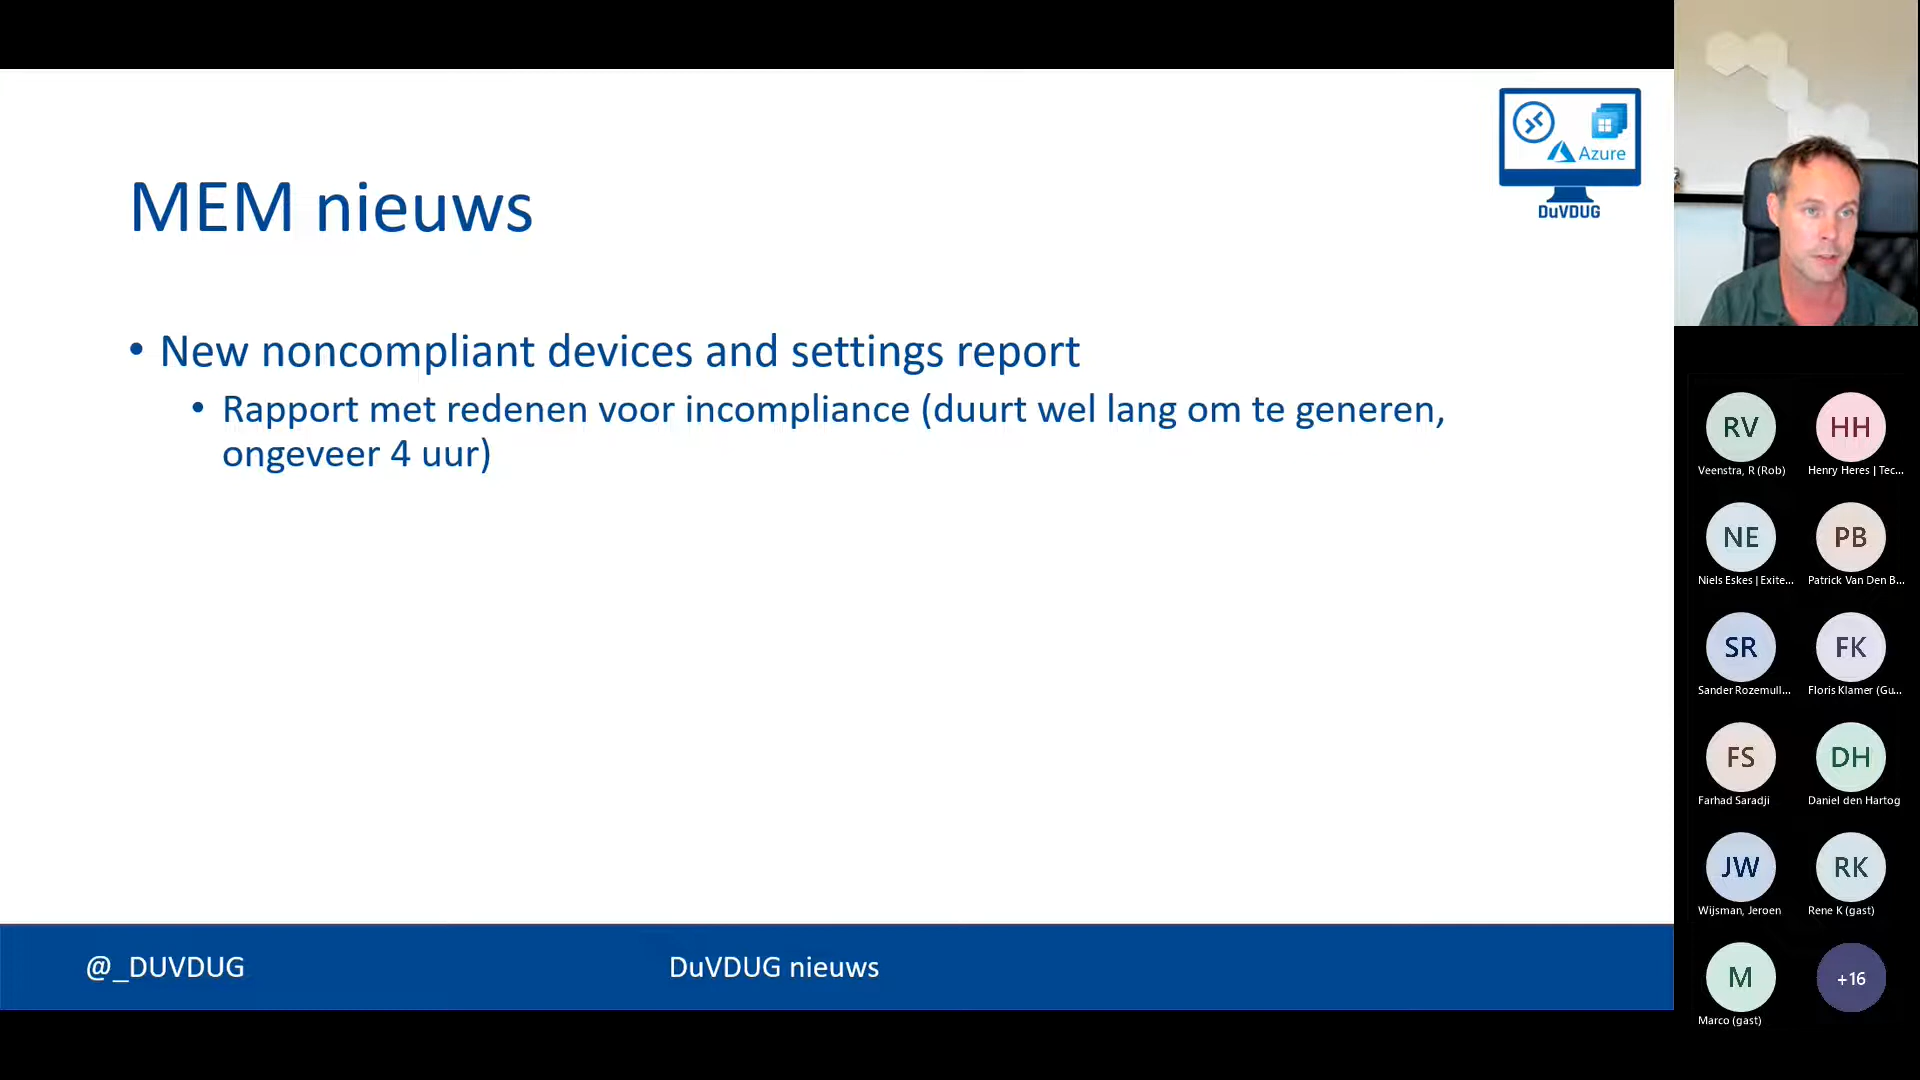 Azure
DuVDUG
MEM nieuws
• New noncompliant devices and settings report
• Rapport met redenen voor incompliance (duurt wel lang om te generen,
ongeveer 4 uur)
@_DUVDUG
DuVDUG nieuws
RV
HH
Veenstra, R (Rob)
Henry Heres | Tec...
NE
PB
Niels Eskes | Exite...
Patrick Van Den B...
SR
FK
Sander Rozemull...
Floris Klamer (Gu...
FS
DH
Farhad Saradji
Daniel den Hartog
JW
RK
Wijsman, Jeroen
Rene K (gast)
M
+16
Marco (gast)